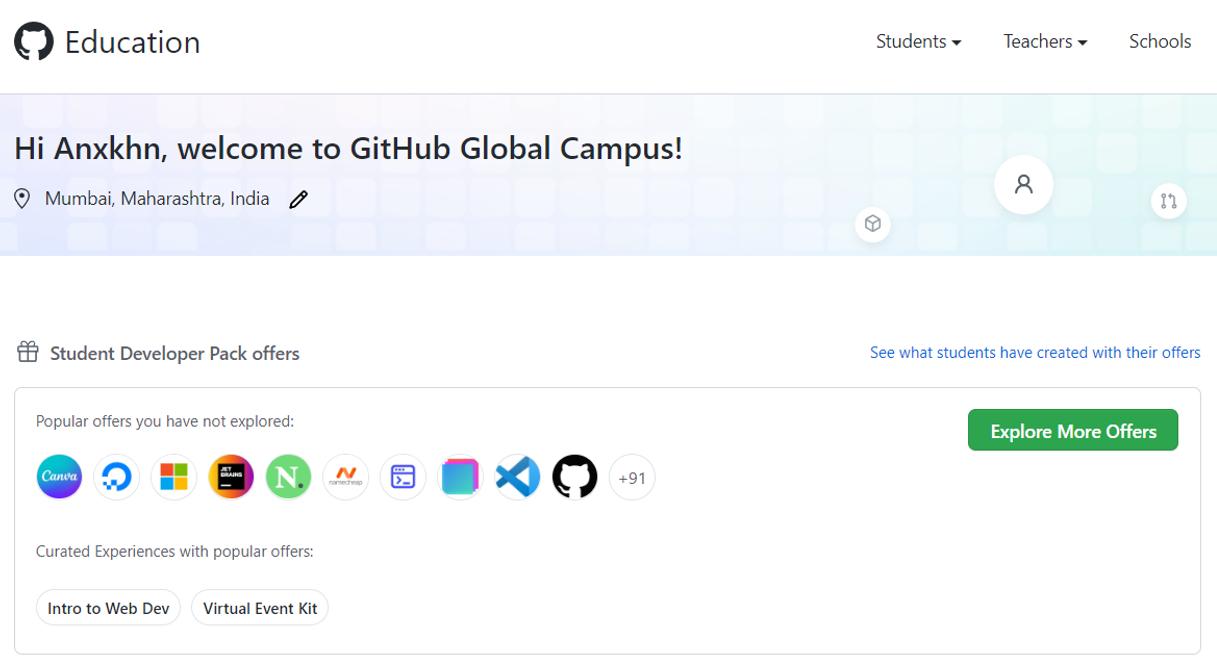 Education
Students
Teachers
Schools
Hi Anxkhn, welcome to GitHub Global Campus!
Mumbai, Maharashtra, India
Student Developer Pack offers
See what students have created with their offers
Popular offers you have not explored:
Explore More Offers
Canva
JET
BRAINS
N.
namecheap
+91
Curated Experiences with popular offers:
Intro to Web Dev
Virtual Event Kit